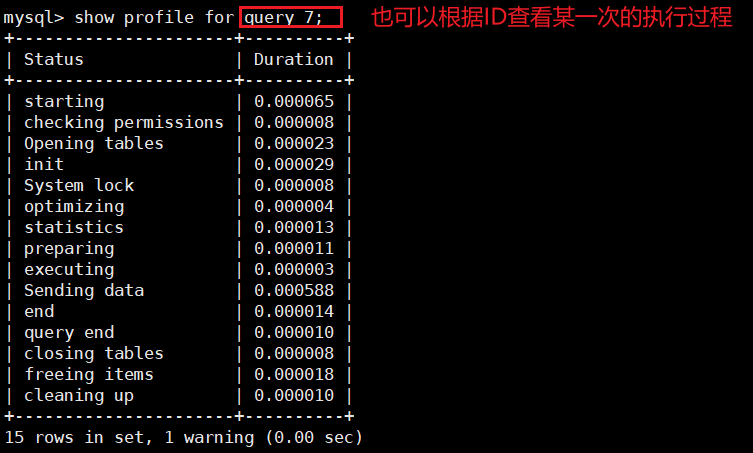 mysql> show profile for query 7; 也可以根据ID查看某一次的执行过程
+----------------------+----------+
| Status               | Duration |
+----------------------+----------+
| starting             | 0.000065 |
| checking permissions | 0.000008 |
| Opening tables       | 0.000023 |
| init                 | 0.000029 |
| System lock          | 0.000008 |
| optimizing           | 0.000004 |
| statistics           | 0.000013 |
| preparing            | 0.000011 |
| executing            | 0.000003 |
| Sending data         | 0.000588 |
| end                  | 0.000014 |
| query end            | 0.000010 |
| closing tables       | 0.000008 |
| freeing items        | 0.000018 |
| cleaning up          | 0.000010 |
+----------------------+----------+
15 rows in set, 1 warning (0.00 sec)